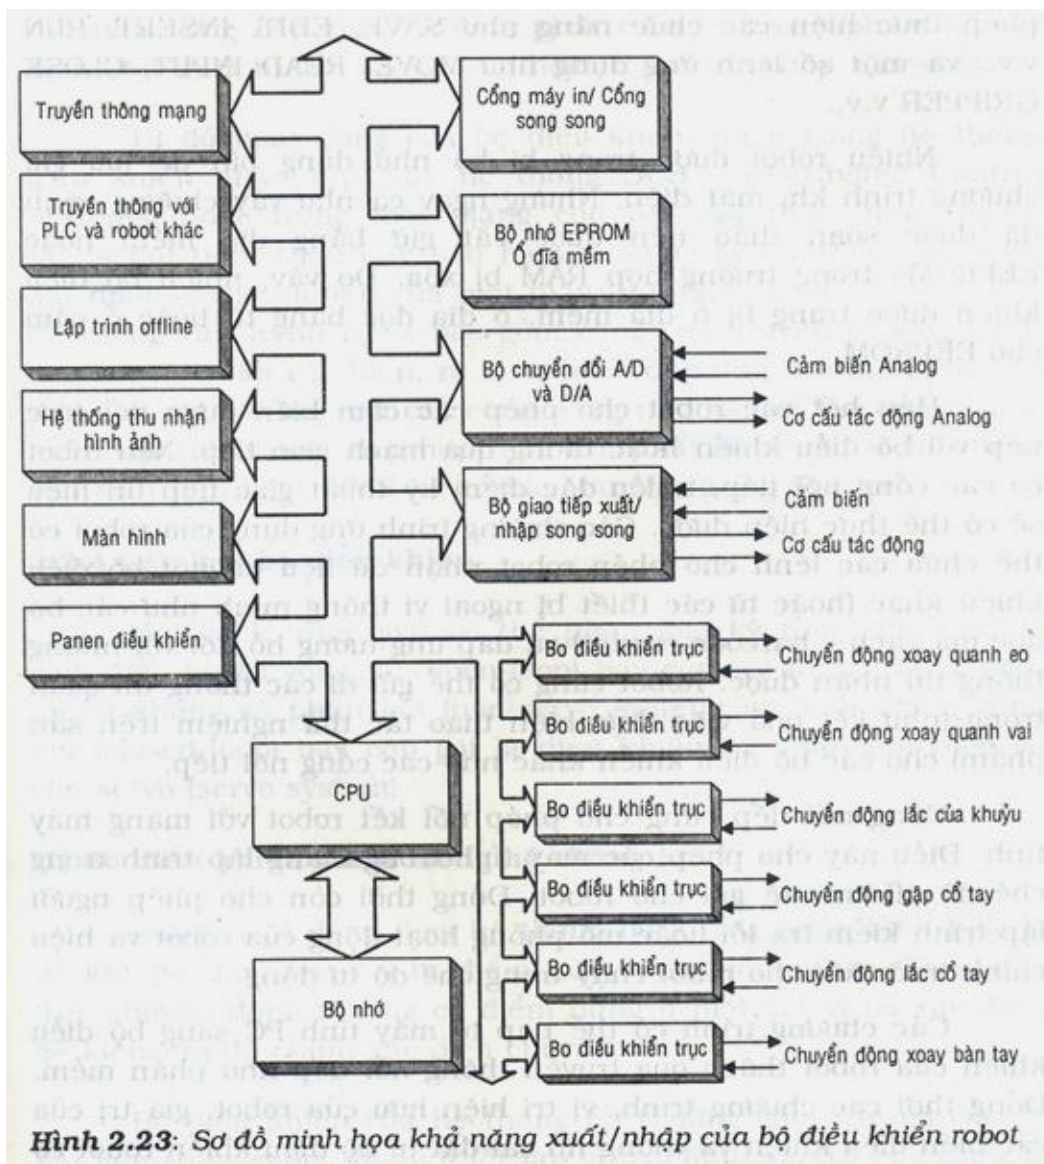 Truyền thông mạng
Cổng máy in/ Cổng
song song
Truyền thông với
PLC và robot khác
Bộ nhớ EPROM
Ổ đĩa mềm
Lập trình offline
Bộ chuyển đổi A/D
và D/A
Cảm biến Analog
Cơ cấu tác động Analog
Hệ thống thu nhận
hình ảnh
Bộ giao tiếp xuất/
nhập song song
Cảm biến
Cơ cấu tác động
Màn hình
Panen điều khiển
Bo điều khiển trục
Chuyển động xoay quanh eo
Bo điều khiển trục
Chuyển động xoay quanh vai
CPU
Bo điều khiển trục
Chuyển động lắc của khuỷu
Bo điều khiển trục
Chuyển động gập cổ tay
Bo điều khiển trục
Chuyển động lắc cổ tay
Bộ nhớ
Bo điều khiển trục
Chuyển động xoay bàn tay
Hình 2.23: Sơ đồ minh họa khả năng xuất/nhập của bộ điều khiển robot